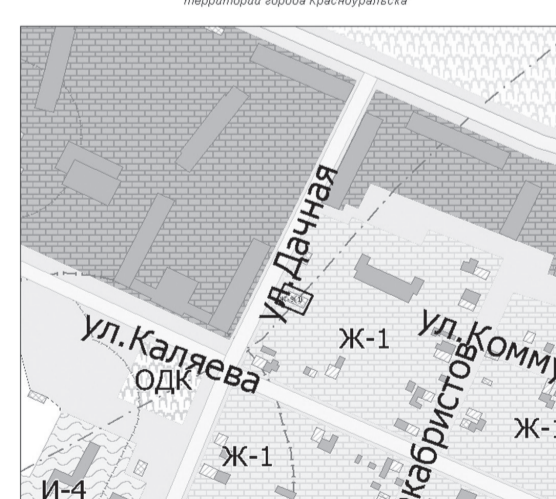 территории города Красноуральска
ул.Дачная
Ж-1
ул.Комму
ул.Каляева
ОДК
кабристов
Ж-1
Ж-1
И-4